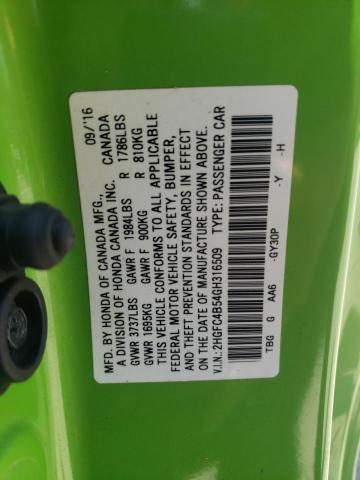 MFD. BY HONDA OF CANADA MFG., 09/'16
A DIVISION OF HONDA CANADA INC. CANADA
GVWR 3737LBS GAWR F 1984LBS R 1786LBS
GVWR 1695KG GAWR F 900KG R 810KG
THIS VEHICLE CONFORMS TO ALL APPLICABLE
FEDERAL MOTOR VEHICLE SAFETY, BUMPER,
AND THEFT PREVENTION STANDARDS IN EFFECT
ON THE DATE OF MANUFACTURE SHOWN ABOVE.
V.I.N.: 2HGFC4B54GH316509 TYPE: PASSENGER CAR
TBG G AA6 -GY30P -Y -H